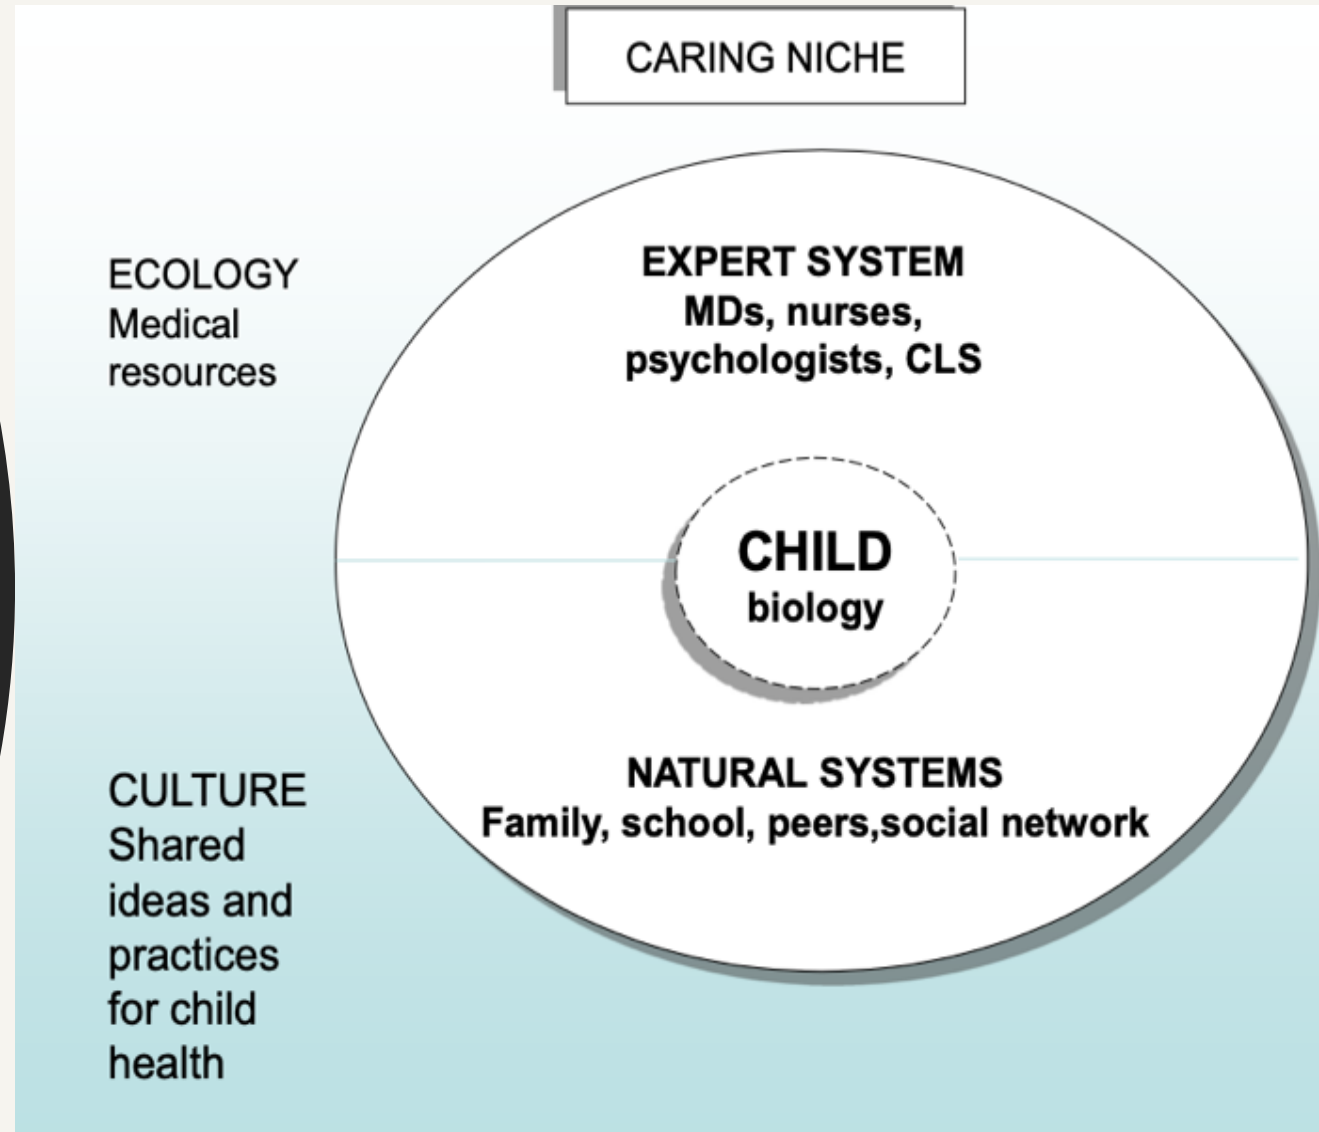 CARING NICHE
ECOLOGY
Medical
resources
EXPERT SYSTEM
MDs, nurses,
psychologists, CLS
CHILD
biology
NATURAL SYSTEMS
Family, school, peers,social network
CULTURE
Shared
ideas and
practices
for child
health